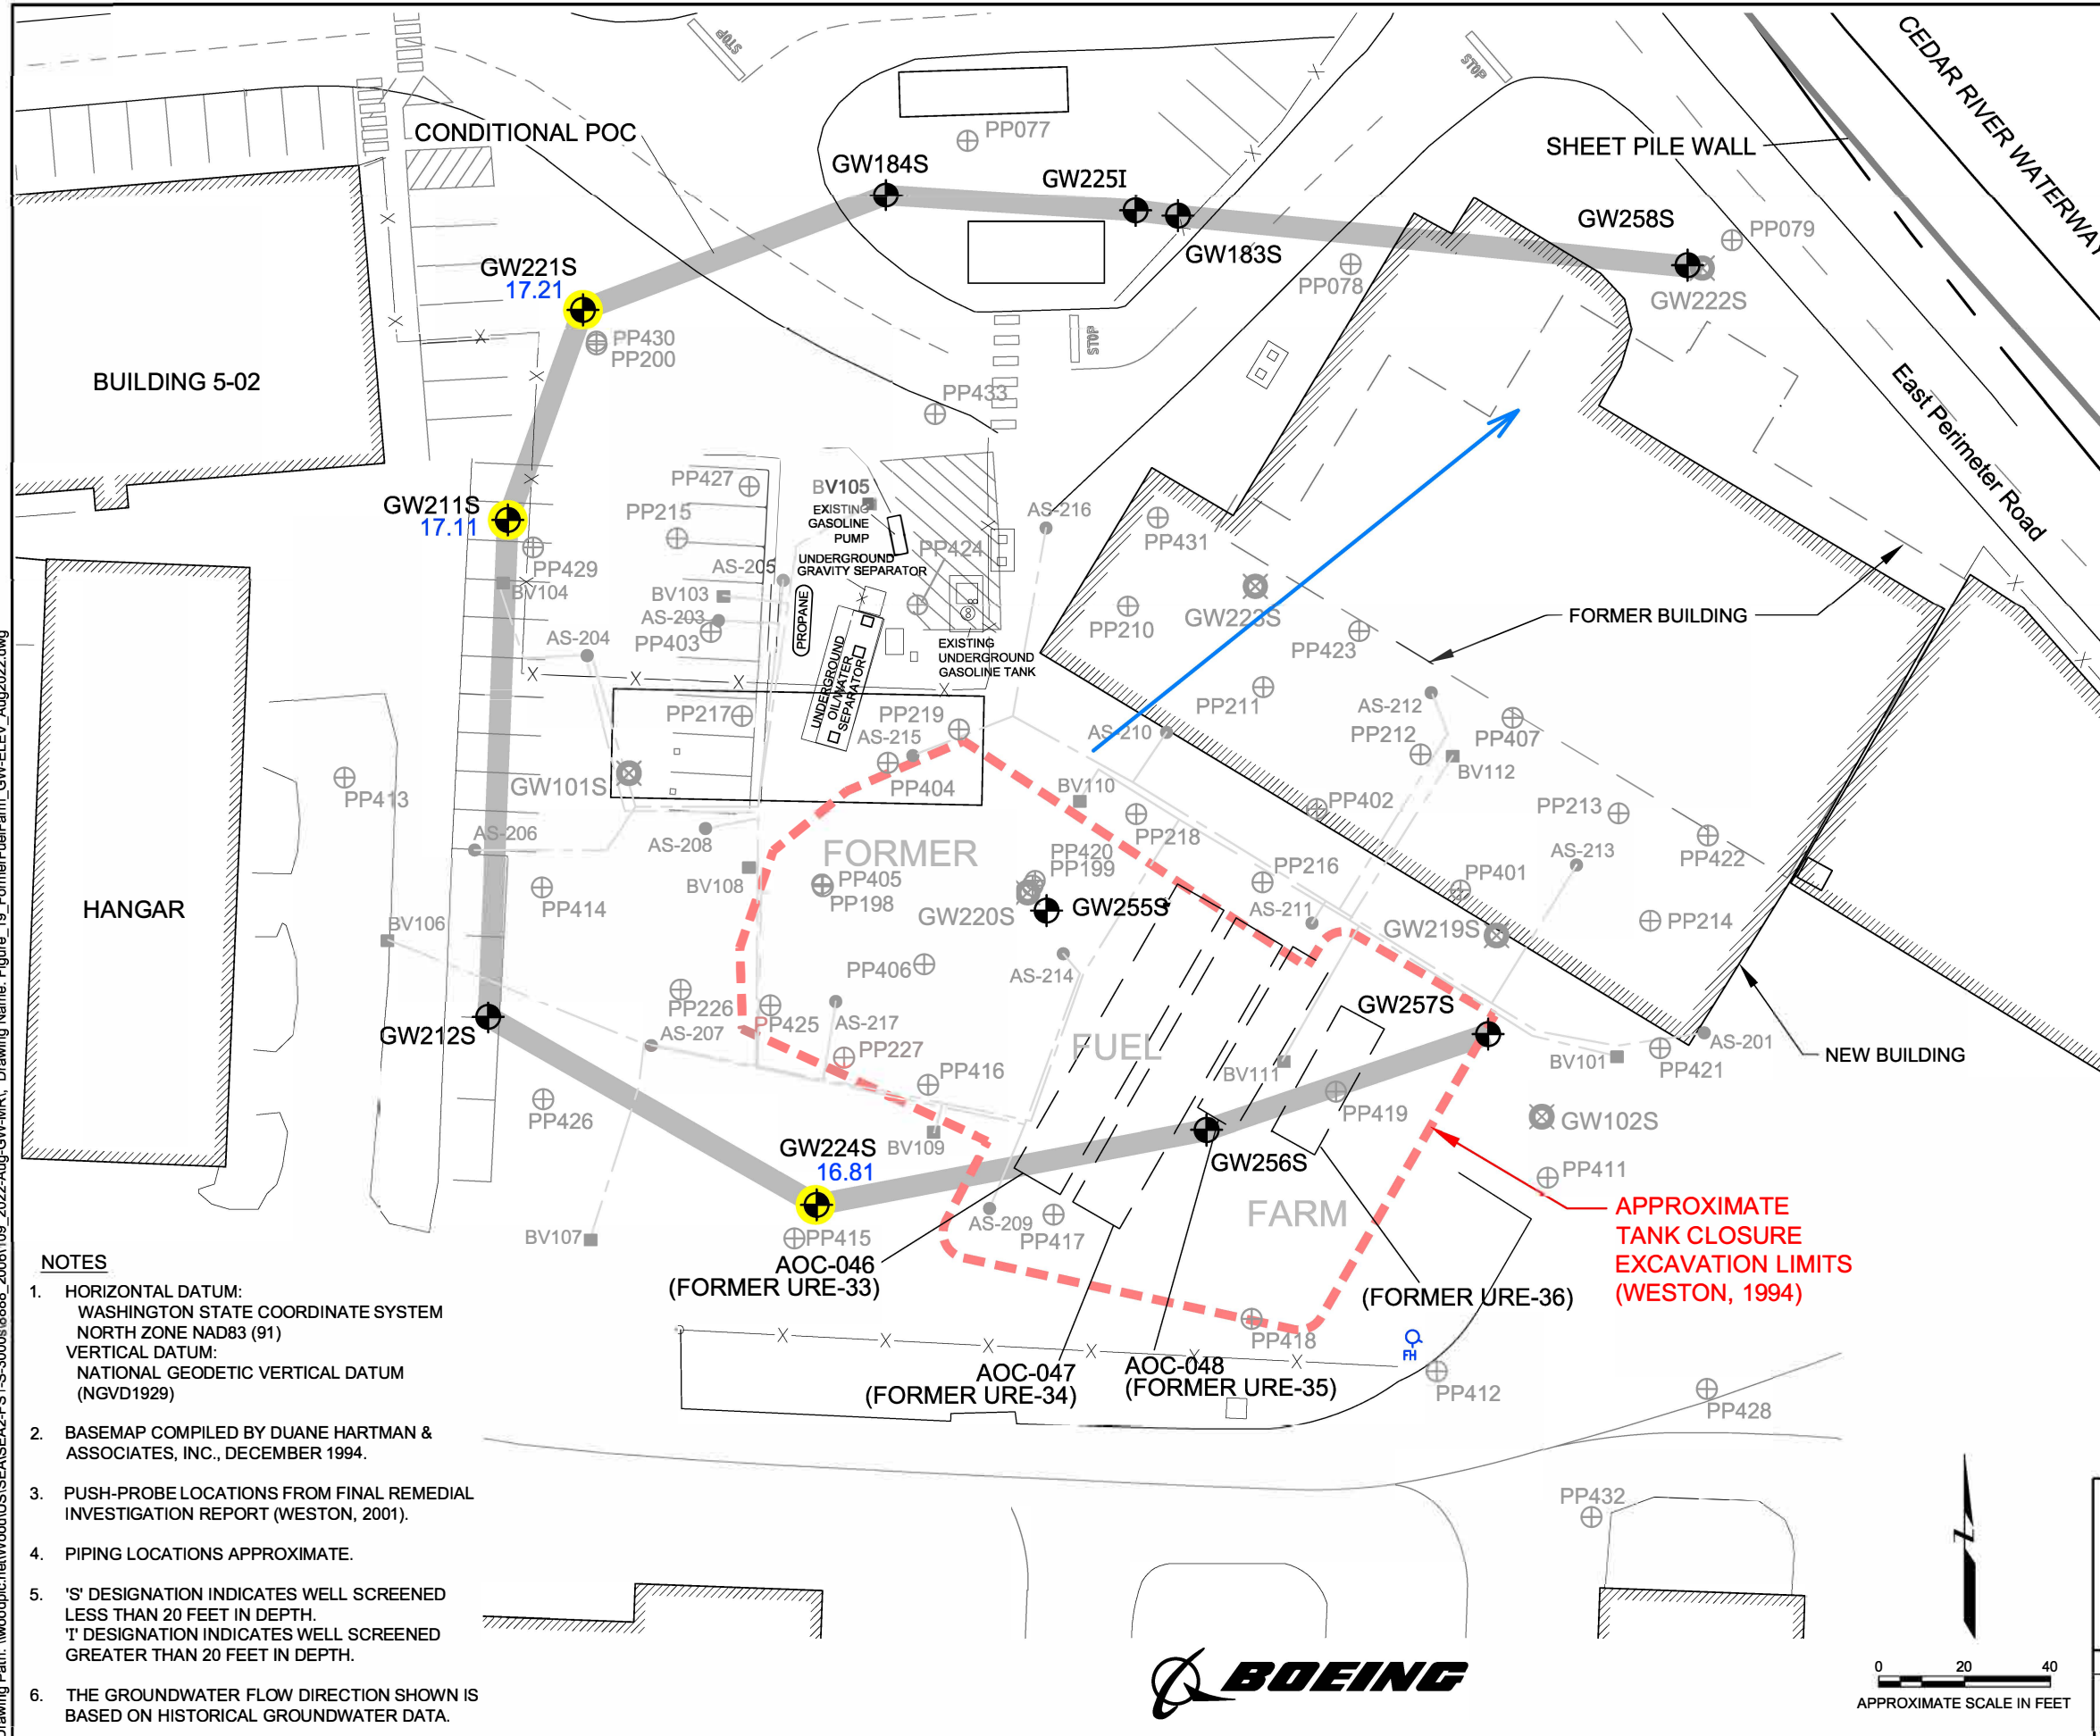 STOP
STOP
CEDAR RIVER WATERWAY
CONDITIONAL POC
PP077
SHEET PILE WALL
GW184S
GW225I
GW258S
PP079
GW183S
GW221S
17.21
PP078
GW222S
STOP
PP430
PP200
BUILDING 5-02
PP433
East Perimeter Road
PP427
BV105
GW211S
17.11
PP215
EXISTING
GASOLINE
PUMP
AS-216
PP431
PP424
PP429
BV104
AS-205
UNDERGROUND
GRAVITY SEPARATOR
BV103
PROPANE
AS-203
PP403
AS-204
PP210
GW223S
PP423
FORMER BUILDING
EXISTING
UNDERGROUND
GASOLINE TANK
UNDERGROUND
OIL/WATER
SEPARATOR
PP217
PP219
AS-215
PP404
AS-210
PP211
AS-212
PP212
PP407
BV112
GW101S
PP413
BV110
PP218
PP402
PP213
PP422
AS-206
AS-208
FORMER
PP420
PP199
PP216
AS-213
PP401
BV108
PP405
PP198
HANGAR
PP414
GW220S
GW255S
AS-211
GW219S
PP214
BV106
PP406
AS-214
PP226
PP425
AS-217
GW257S
GW212S
AS-207
PP227
FUEL
AS-201
BV101
PP421
NEW BUILDING
BV111
PP416
PP419
PP426
BV109
GW102S
GW224S
16.81
GW256S
PP411
AS-209
PP417
FARM
APPROXIMATE
TANK CLOSURE
EXCAVATION LIMITS
(WESTON, 1994)
BV107
PP415
AOC-046
(FORMER URE-33)
(FORMER URE-36)
PP418
FH
AOC-047
(FORMER URE-34)
AOC-048
(FORMER URE-35)
PP412
PP428
PP432
NOTES
1. HORIZONTAL DATUM:
WASHINGTON STATE COORDINATE SYSTEM
NORTH ZONE NAD83 (91)
VERTICAL DATUM:
NATIONAL GEODETIC VERTICAL DATUM
(NGVD1929)
2. BASEMAP COMPILED BY DUANE HARTMAN &
ASSOCIATES, INC., DECEMBER 1994.
3. PUSH-PROBE LOCATIONS FROM FINAL REMEDIAL
INVESTIGATION REPORT (WESTON, 2001).
4. PIPING LOCATIONS APPROXIMATE.
5. 'S' DESIGNATION INDICATES WELL SCREENED
LESS THAN 20 FEET IN DEPTH.
'I' DESIGNATION INDICATES WELL SCREENED
GREATER THAN 20 FEET IN DEPTH.
6. THE GROUNDWATER FLOW DIRECTION SHOWN IS
BASED ON HISTORICAL GROUNDWATER DATA.
N
BOEING
0 20 40
APPROXIMATE SCALE IN FEET